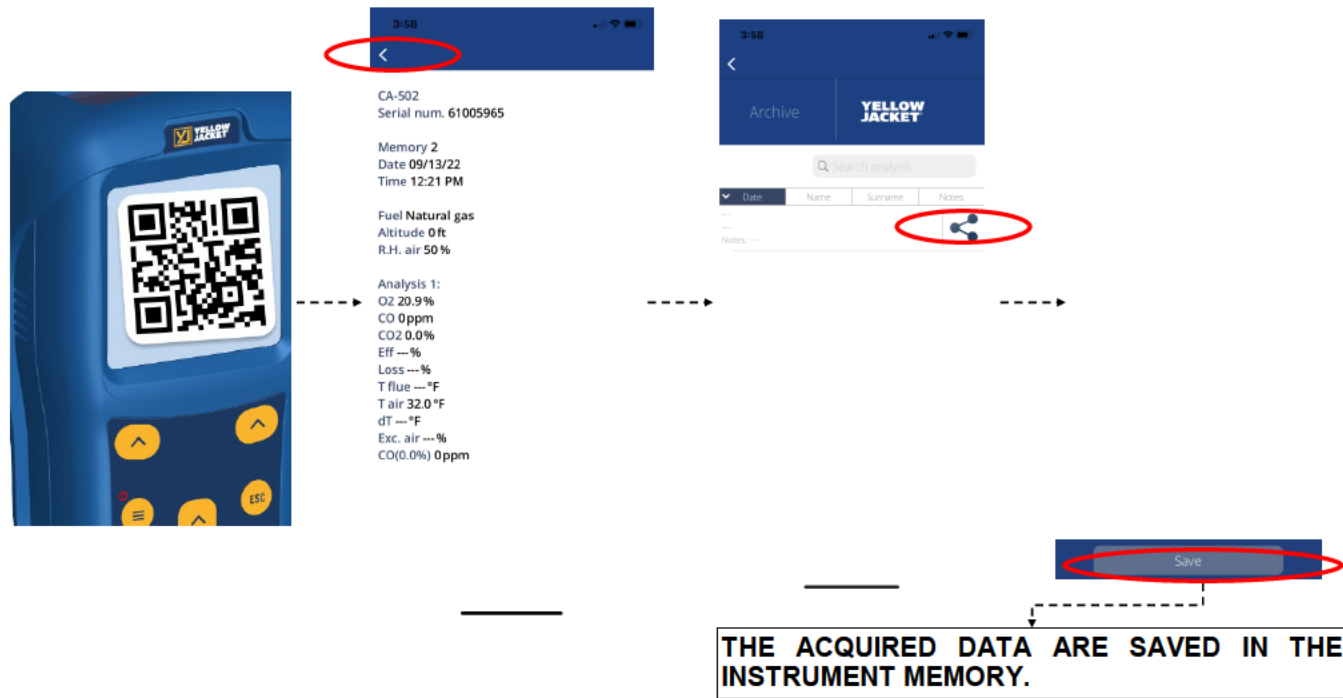 YJ YELLOW
JACKET
ESC
3:58
CA-502
Serial num. 61005965
Memory 2
Date 09/13/22
Time 12:21 PM
Fuel Natural gas
Altitude 0 ft
R.H. air 50 %
Analysis 1:
O2 20.9 %
CO 0 ppm
CO2 0.0 %
Eff --- %
Loss --- %
T flue --- °F
T air 32.0 °F
dT --- °F
Exc. air --- %
CO(0.0%) 0 ppm
3:58
Archive
YELLOW
JACKET
Search analysis
Date Name Surname Notes
---
---
Notes: ---
Save
THE ACQUIRED DATA ARE SAVED IN THE
INSTRUMENT MEMORY.